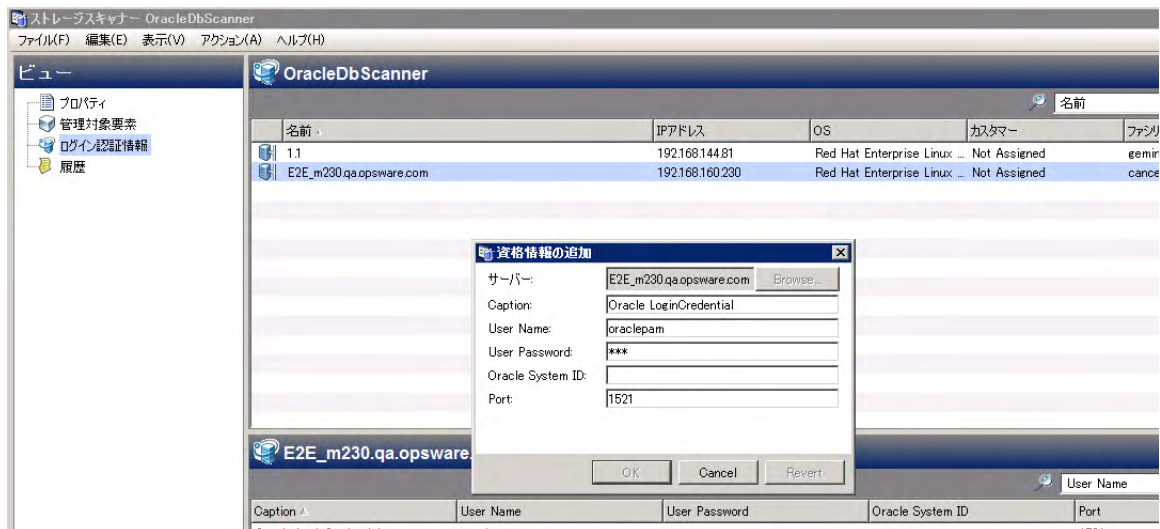 ストレージスキャナー OracleDbScanner
ファイル(F) 編集(E) 表示(V) アクション(A) ヘルプ(H)
ビュー
プロパティ
管理対象要素
ログイン認証情報
履歴
OracleDbScanner
名前
名前 IPアドレス OS カスタマー ファシリ
1.1 192.168.144.81 Red Hat Enterprise Linux ... Not Assigned gemin
E2E_m230.qa.opsware.com 192.168.160.230 Red Hat Enterprise Linux ... Not Assigned cance
資格情報の追加
サーバー: E2E_m230.qa.opsware.com Browse...
Caption: Oracle LoginCredential
User Name: oraclepam
User Password: ***
Oracle System ID:
Port: 1521
OK Cancel Revert
E2E_m230.qa.opsware.
User Name
Caption User Name User Password Oracle System ID Port